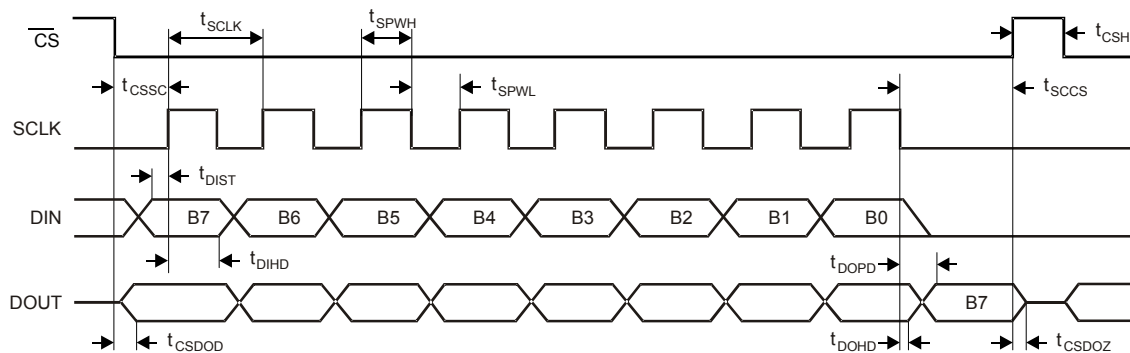 CS
tSCLK
tSPWH
tCSH
tCSSC
tSPWL
tSCCS
SCLK
tDIST
DIN
B7
B6
B5
B4
B3
B2
B1
B0
tDIHD
tDOPD
DOUT
B7
tCSDOD
tDOHD
tCSDOZ